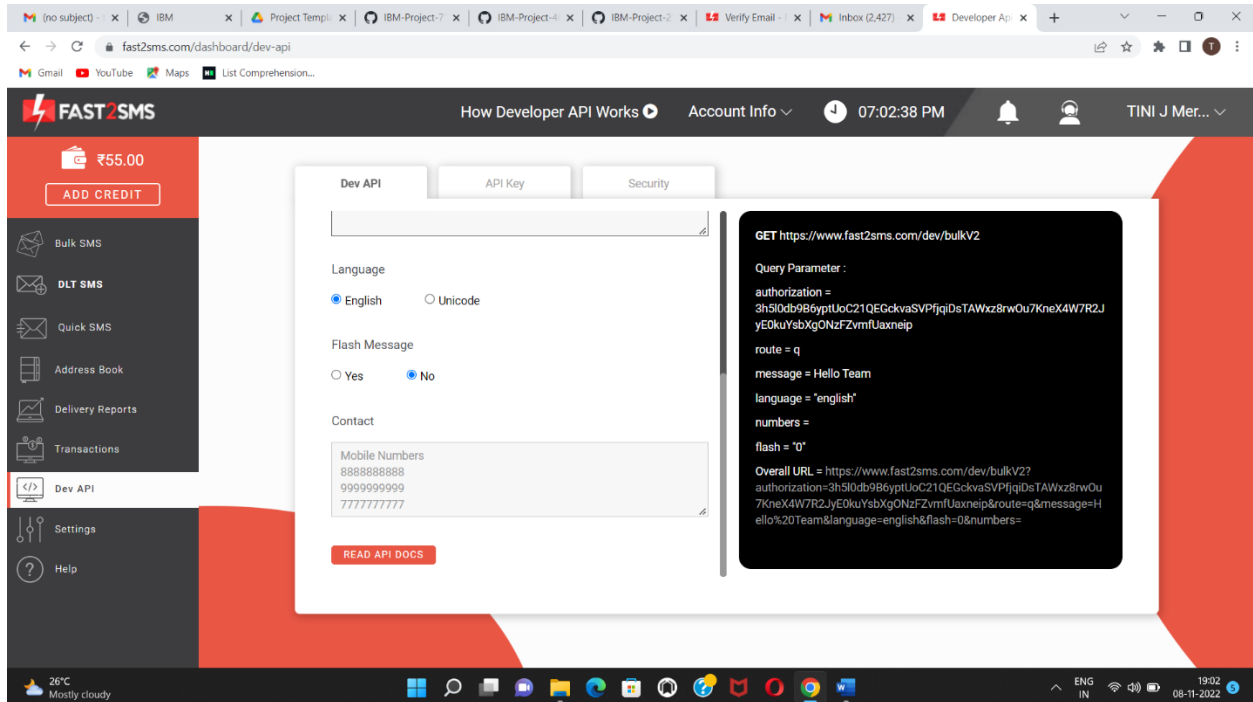 (no subject) -
IBM
Project Templ
IBM-Project-7
IBM-Project-4
IBM-Project-2
Verify Email -
Inbox (2,427)
Developer Ap
fast2sms.com/dashboard/dev-api
T
Gmail
YouTube
Maps
List Comprehension...
FAST2SMS
How Developer API Works
Account Info
07:02:38 PM
TINI J Mer...
₹55.00
ADD CREDIT
Bulk SMS
DLT SMS
Quick SMS
Address Book
Delivery Reports
Transactions
Dev API
Settings
Help
Dev API
API Key
Security
Language
English
Unicode
Flash Message
Yes
No
Contact
Mobile Numbers
8888888888
9999999999
7777777777
READ API DOCS
GET https://www.fast2sms.com/dev/bulkV2
Query Parameter :
authorization =
3h5l0db9B6yptUoC21QEGckvaSVPfjqiDsTAWxz8rwOu7KneX4W7R2J
yE0kuYsbXgONzFZvmfUaxneip
route = q
message = Hello Team
language = "english"
numbers =
flash = "0"
Overall URL = https://www.fast2sms.com/dev/bulkV2?
authorization=3h5l0db9B6yptUoC21QEGckvaSVPfjqiDsTAWxz8rwOu
7KneX4W7R2JyE0kuYsbXgONzFZvmfUaxneip&route=q&message=H
ello%20Team&language=english&flash=0&numbers=
26°C
Mostly cloudy
ENG
IN
19:02
08-11-2022